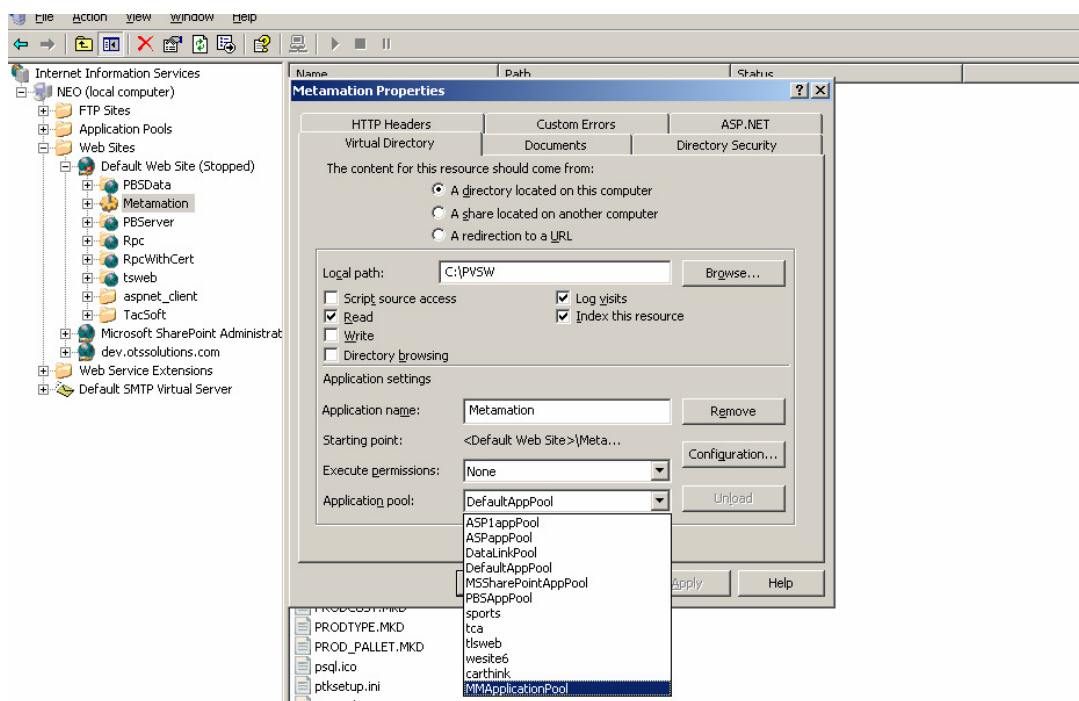 File Action View Window Help
Internet Information Services
NEO (local computer)
FTP Sites
Application Pools
Web Sites
Default Web Site (Stopped)
PBSData
Metamation
PBServer
Rpc
RpcWithCert
tsweb
aspnet_client
TacSoft
Microsoft SharePoint Administrat
dev.otssolutions.com
Web Service Extensions
Default SMTP Virtual Server
Name Path Status
Metamation Properties
HTTP Headers Custom Errors ASP.NET
Virtual Directory Documents Directory Security
The content for this resource should come from:
A directory located on this computer
A share located on another computer
A redirection to a URL
Local path: C:\PVSW Browse...
Script source access Log visits
Read Index this resource
Write
Directory browsing
Application settings
Application name: Metamation Remove
Starting point: <Default Web Site>\Meta...
Configuration...
Execute permissions: None
Application pool: DefaultAppPool Unload
ASP1appPool
ASPappPool
DataLinkPool
DefaultAppPool
MSSharePointAppPool
PBSAppPool
sports
tca
tlsweb
wesite6
carthink
MMApplicationPool
Apply Help
PRODCUST.MKD
PRODTYPE.MKD
PROD_PALLET.MKD
psql.ico
ptksetup.ini